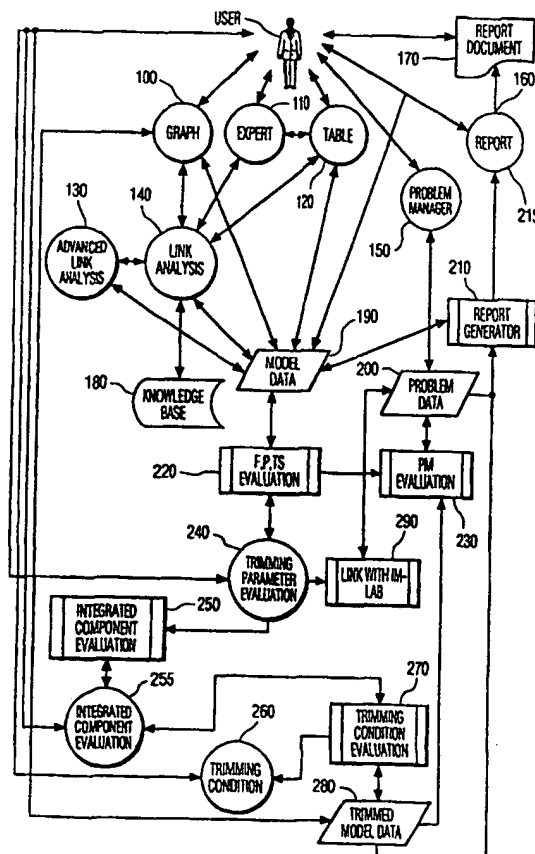 USER
REPORT
DOCUMENT
170
160
100
GRAPH
110
EXPERT
TABLE
120
REPORT
215
130
140
ADVANCED
LINK
ANALYSIS
LINK
ANALYSIS
PROBLEM
MANAGER
150
210
REPORT
GENERATOR
190
MODEL
DATA
200
PROBLEM
DATA
180
KNOWLEDGE
BASE
220
F,P,TS
EVALUATION
PM
EVALUATION
230
240
TRIMMING
PARAMETER
EVALUATION
290
LINK WITH IM-
LAB
250
INTEGRATED
COMPONENT
EVALUATION
255
INTEGRATED
COMPONENT
EVALUATION
260
TRIMMING
CONDITION
270
TRIMMING
CONDITION
EVALUATION
280
TRIMMED
MODEL DATA